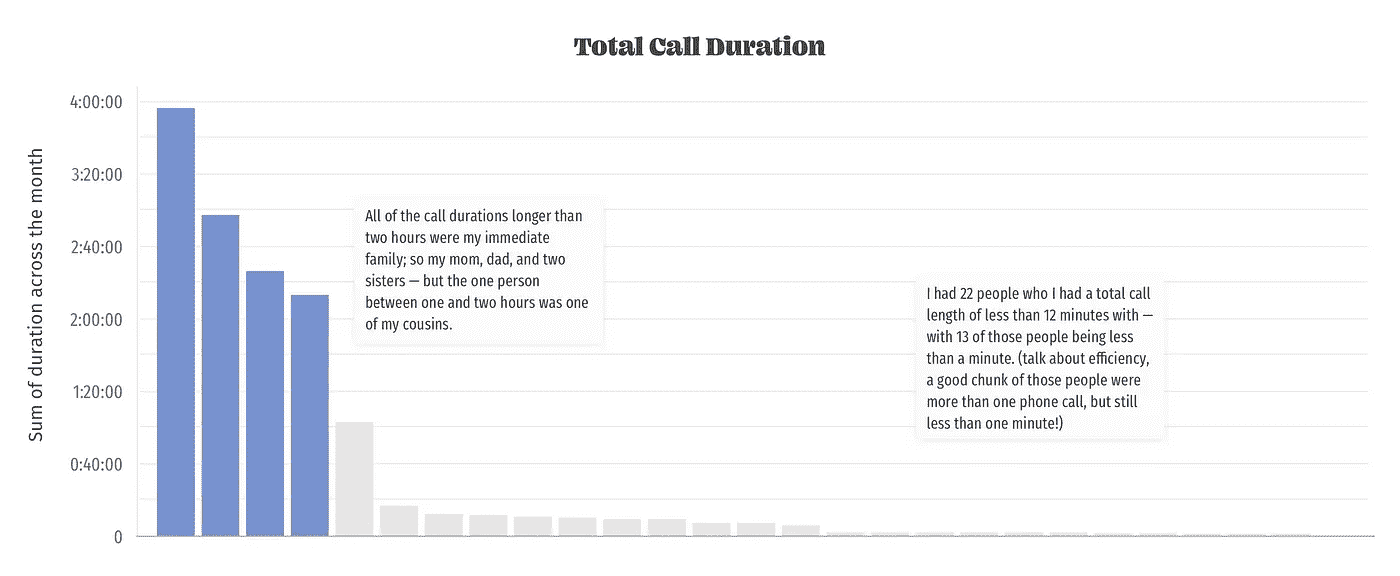 Total Call Duration
Sum of duration across the month
4:00:00
3:20:00
2:40:00
2:00:00
1:20:00
0:40:00
0
All of the call durations longer than
two hours were my immediate
family; so my mom, dad, and two
sisters — but the one person
between one and two hours was one
of my cousins.
I had 22 people who I had a total call
length of less than 12 minutes with —
with 13 of those people being less
than a minute. (talk about efficiency,
a good chunk of those people were
more than one phone call, but still
less than one minute!)